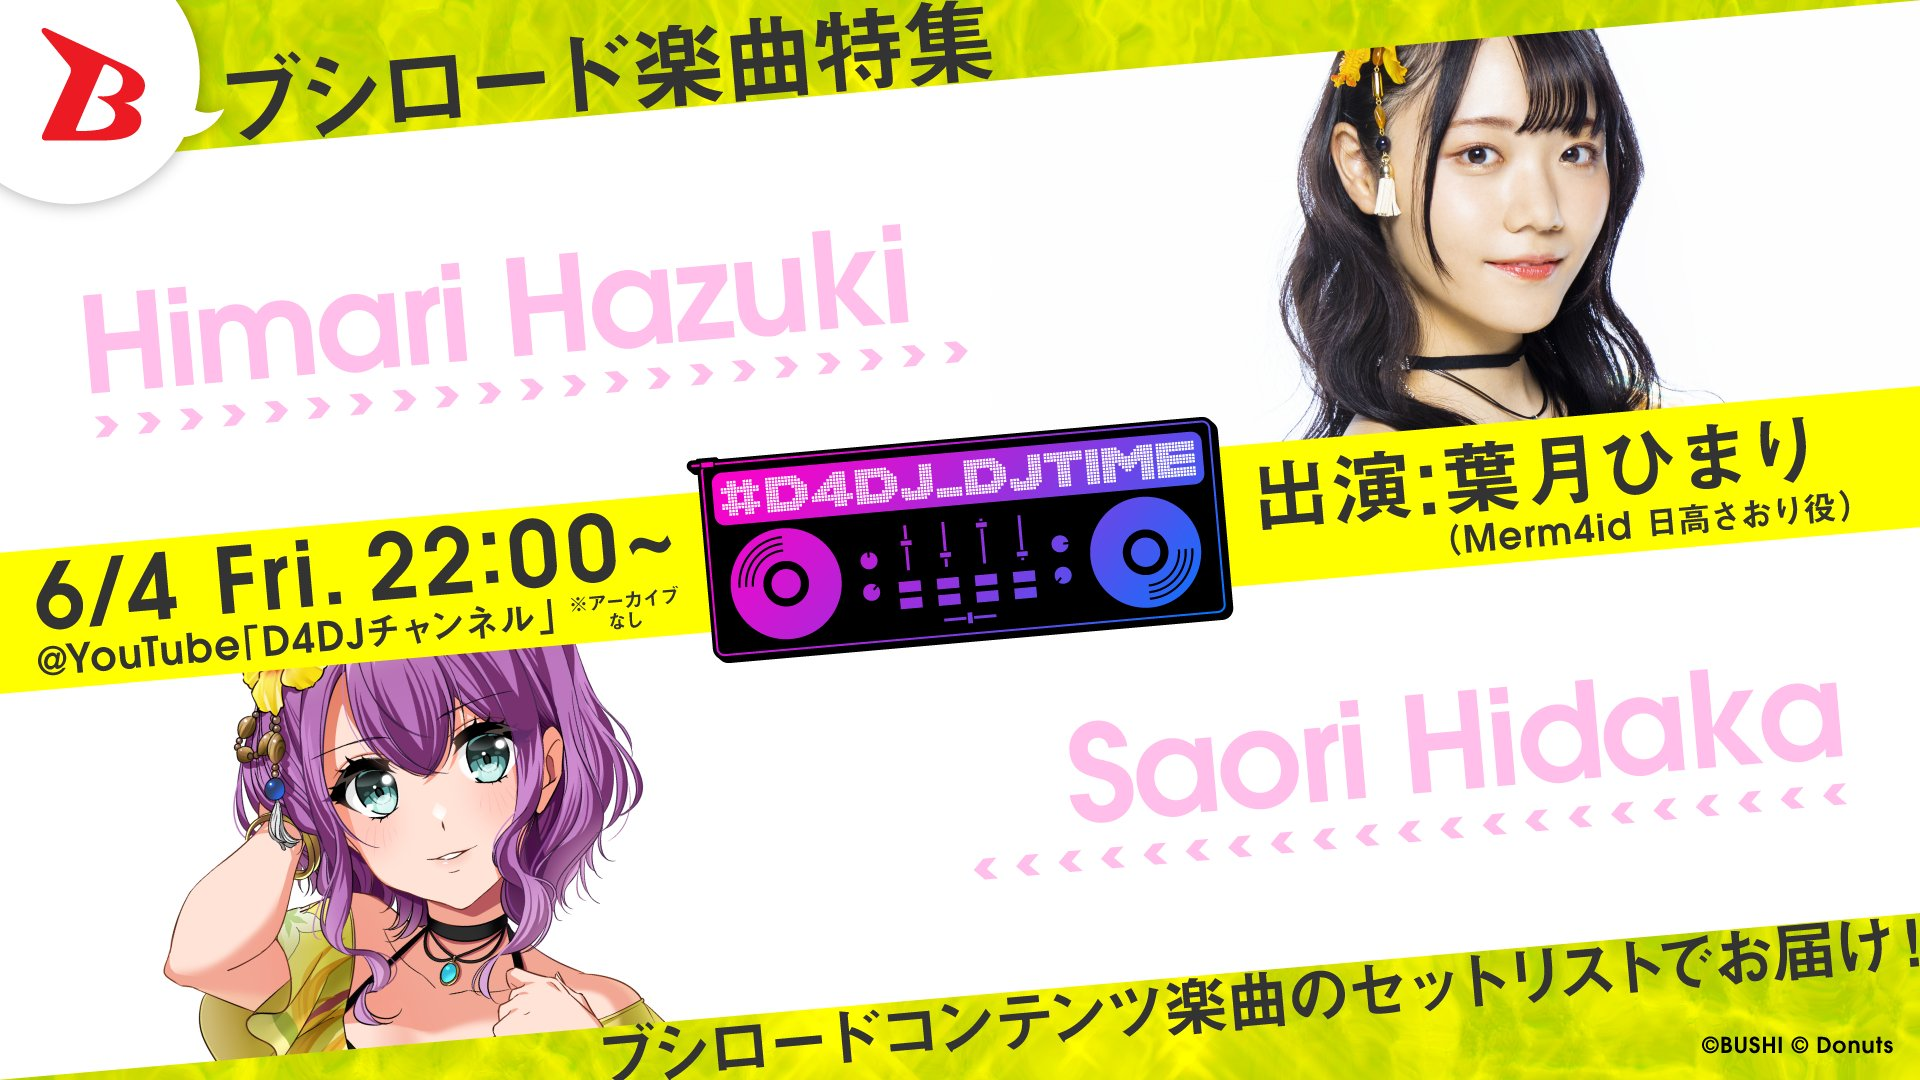 B
ブシロード楽曲特集
Himari Hazuki
#D4DJ_DJTIME
出演:葉月ひまり
(Merm4id 日高さおり役)
6/4 Fri. 22:00~
@YouTube「D4DJチャンネル」
※アーカイブ
なし
Saori Hidaka
ブシロードコンテンツ楽曲のセットリストでお届け!
©BUSHI © Donuts